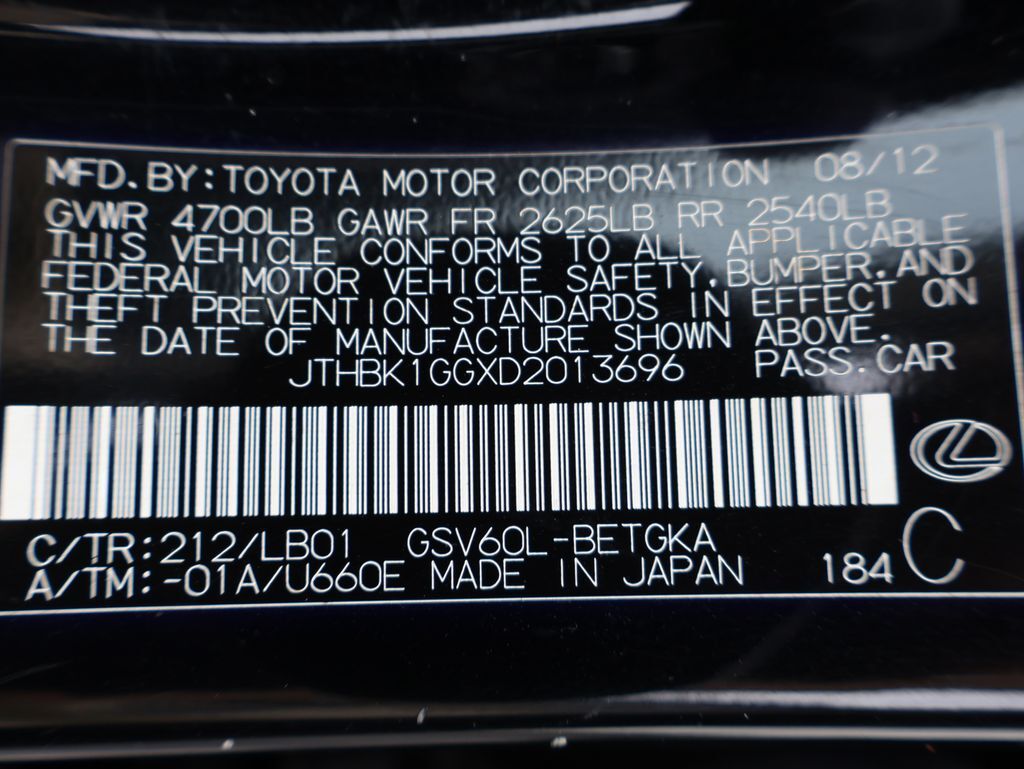 MFD.BY:TOYOTA MOTOR CORPORATION 08/12
GVWR 4700LB GAWR FR 2625LB RR 2540LB
THIS VEHICLE CONFORMS TO ALL APPLICABLE
FEDERAL MOTOR VEHICLE SAFETY,BUMPER,AND
THEFT PREVENTION STANDARDS IN EFFECT ON
THE DATE OF MANUFACTURE SHOWN ABOVE.
JTHBK1GGXD2013696 PASS.CAR
C/TR:212/LB01 GSV60L-BETGKA
A/TM:-01A/U660E MADE IN JAPAN 184 C